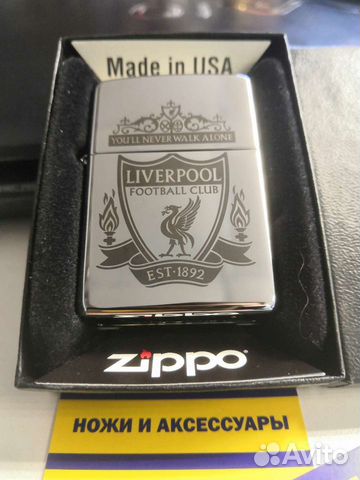 Made in USA
YOU'LL NEVER WALK ALONE
LIVERPOOL
FOOTBALL CLUB
EST·1892
zippo
НОЖИ И АКСЕССУАРЫ
Avito